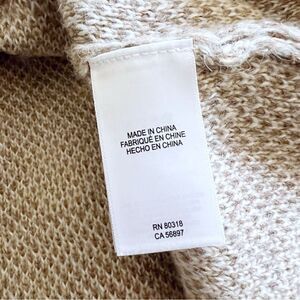 MADE IN CHINA
FABRIQUÉ EN CHINE
HECHO EN CHINA
RN 80318
CA 56897